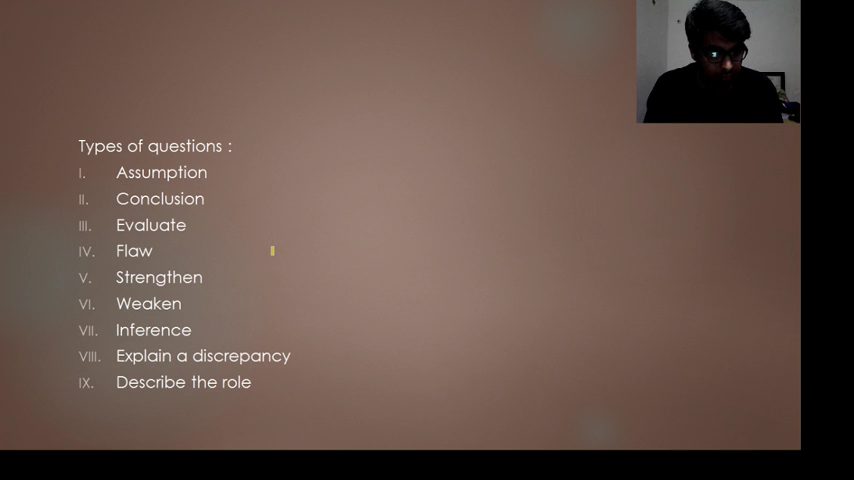 Types of questions :
I. Assumption
II. Conclusion
III. Evaluate
IV. Flaw
V. Strengthen
VI. Weaken
VII. Inference
VIII. Explain a discrepancy
IX. Describe the role